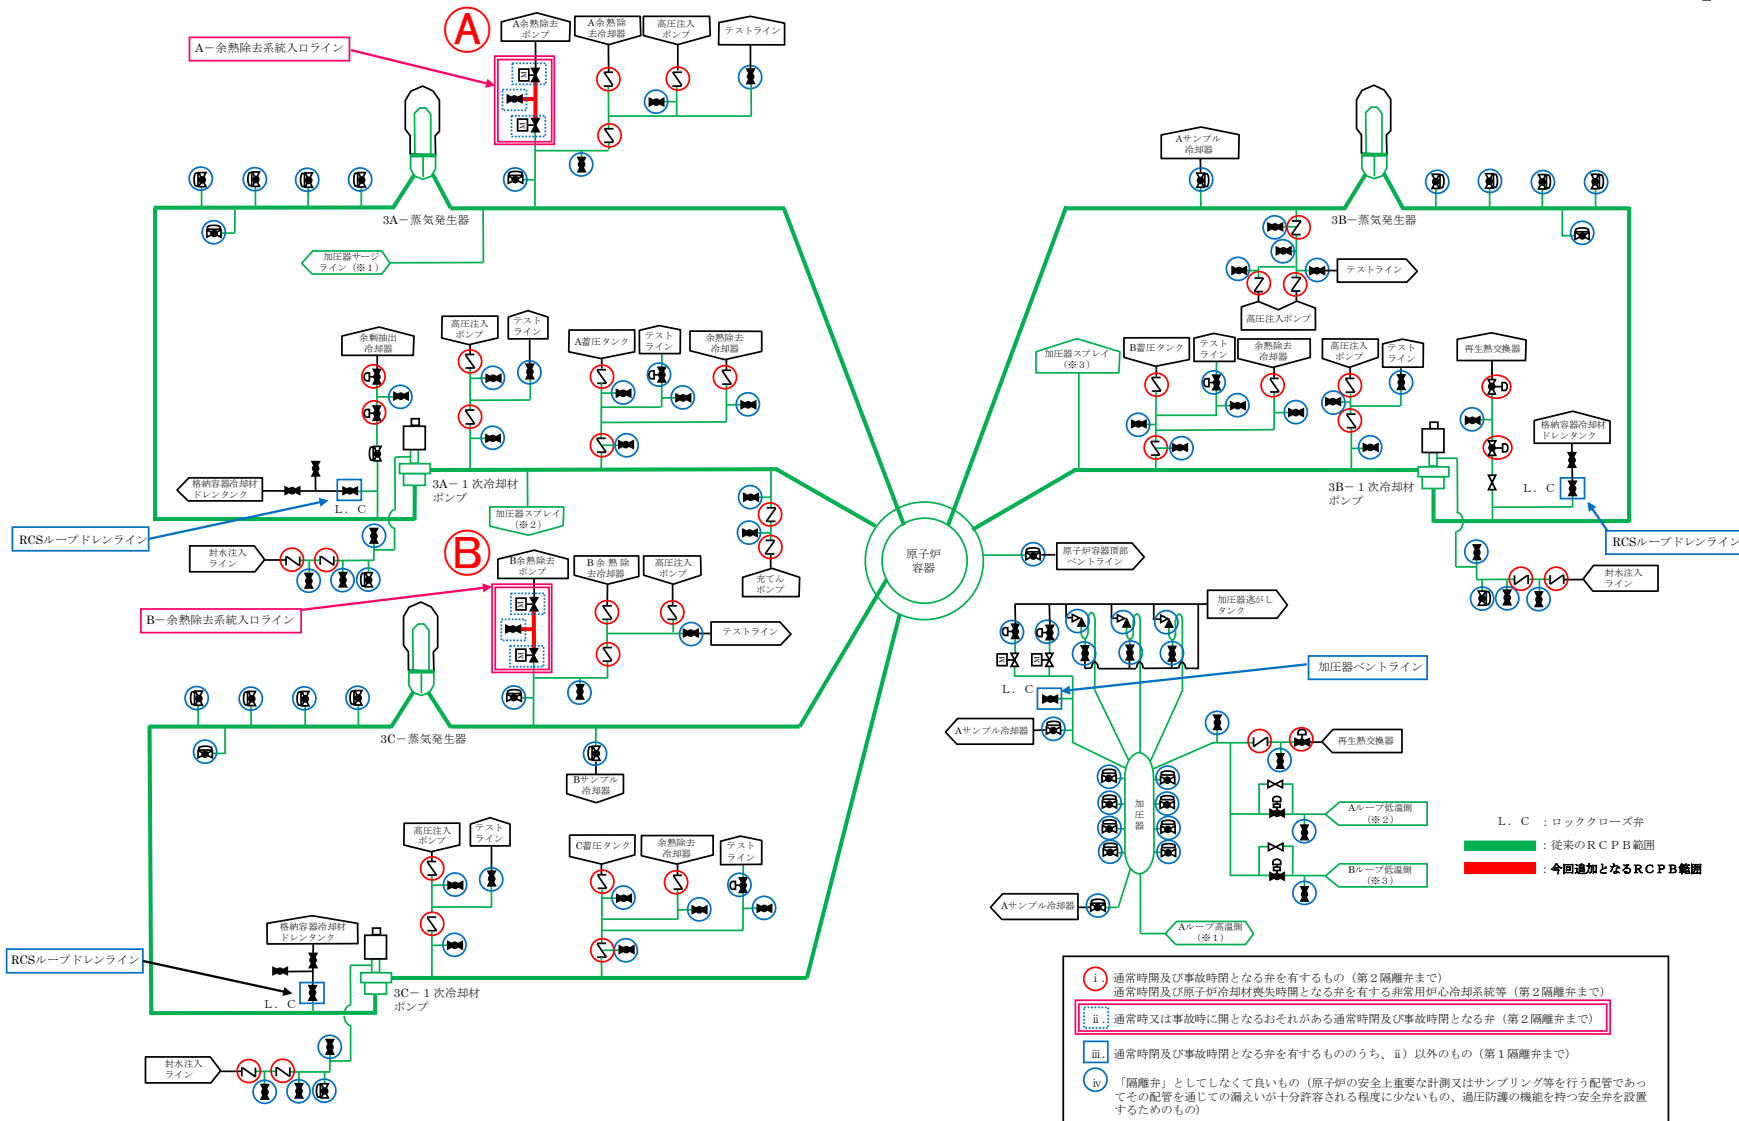 A
A余熱除去
ポンプ
A余熱除
去冷却器
高圧注入
ポンプ
テストライン
A－余熱除去系統入口ライン
3A－蒸気発生器
加圧器サージ
ライン（※1）
Aサンプル
冷却器
3B－蒸気発生器
テストライン
高圧注入ポンプ
余剰抽出
冷却器
高圧注入
ポンプ
テスト
ライン
A蓄圧タンク
テスト
ライン
余熱除去
冷却器
加圧器スプレイ
（※3）
B蓄圧タンク
テスト
ライン
余熱除去
冷却器
高圧注入
ポンプ
テスト
ライン
再生熱交換器
格納容器冷却材
ドレンタンク
格納容器冷却材
ドレンタンク
L．C
3A－1次冷却材
ポンプ
加圧器スプレイ
（※2）
3B－1次冷却材
ポンプ
L．C
RCSループドレンライン
RCSループドレンライン
封水注入
ライン
封水注入
ライン
充てん
ポンプ
原子炉
容器
原子炉容器頂部
ベントライン
B
B余熱除去
ポンプ
B余熱除
去冷却器
高圧注入
ポンプ
テストライン
B－余熱除去系統入口ライン
3C－蒸気発生器
Bサンプル
冷却器
加圧器逃がし
タンク
加圧器ベントライン
L．C
Aサンプル冷却器
再生熱交換器
加
圧
器
Aループ低温側
（※2）
Bループ低温側
（※3）
Aサンプル冷却器
Aループ高温側
（※1）
高圧注入
ポンプ
テスト
ライン
C蓄圧タンク
余熱除去
冷却器
テスト
ライン
格納容器冷却材
ドレンタンク
RCSループドレンライン
L．C
3C－1次冷却材
ポンプ
封水注入
ライン
L．C ：ロッククローズ弁
：従来のRCPB範囲
：今回追加となるRCPB範囲
i． 通常時開及び事故時閉となる弁を有するもの（第2隔離弁まで）
通常時閉及び原子炉冷却材喪失時開となる弁を有する非常用炉心冷却系統等（第2隔離弁まで）
ii． 通常時又は事故時に開となるおそれがある通常時閉及び事故時閉となる弁（第2隔離弁まで）
iii． 通常時閉及び事故時閉となる弁を有するもののうち、ii）以外のもの（第1隔離弁まで）
iv 「隔離弁」としてしなくて良いもの（原子炉の安全上重要な計測又はサンプリング等を行う配管であっ
てその配管を通じての漏えいが十分許容される程度に少ないもの、過圧防護の機能を持つ安全弁を設置
するためのもの）